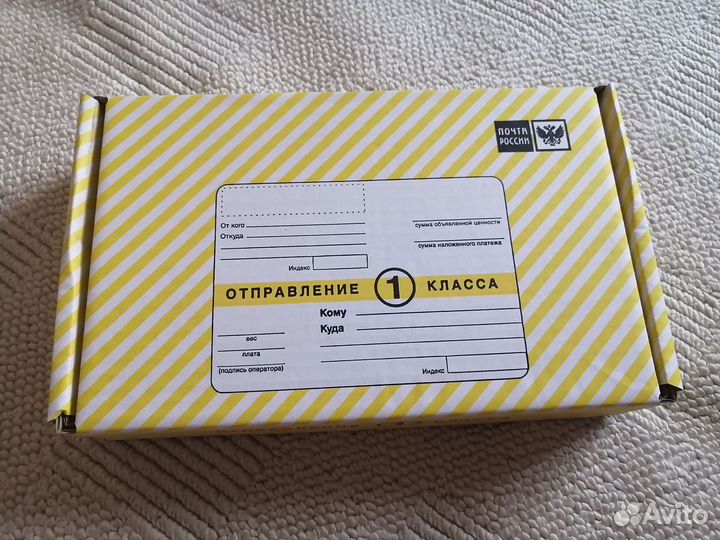 ПОЧТА
РОССИИ
От кого
Откуда
Индекс
сумма объявленной ценности
сумма наложенного платежа
ОТПРАВЛЕНИЕ 1 КЛАССА
Кому
Куда
вес
плата
(подпись оператора)
Индекс
Avito